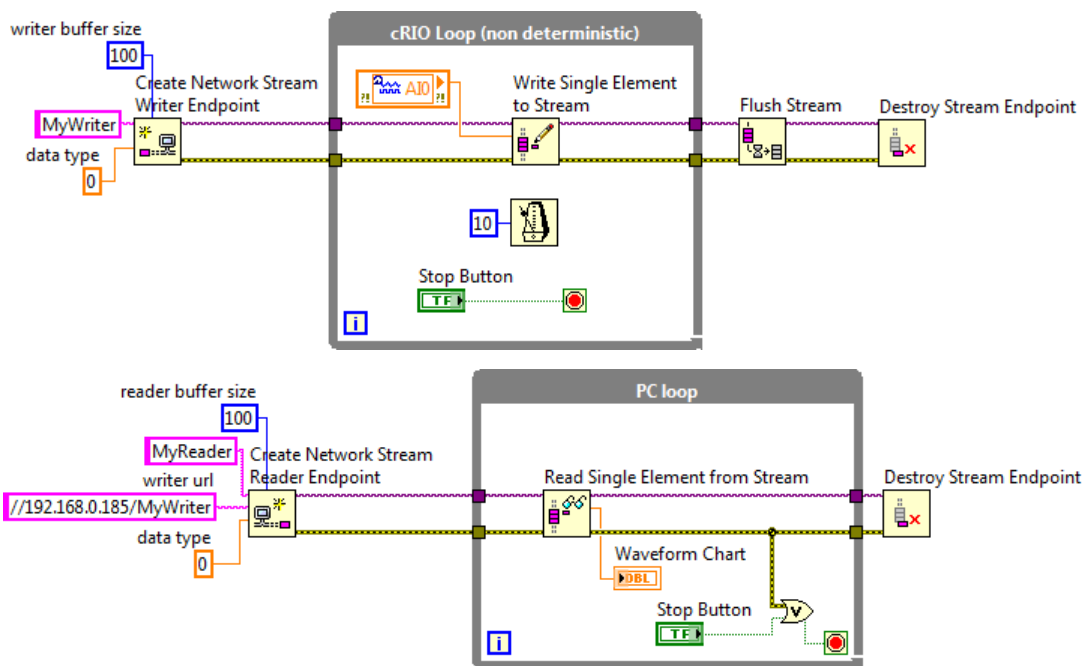 writer buffer size
100
Create Network Stream
Writer Endpoint
MyWriter
data type
0
cRIO Loop (non deterministic)
?! AI0 ?!
Write Single Element
to Stream
10
Stop Button
TF
i
Flush Stream
Destroy Stream Endpoint
reader buffer size
100
MyReader
Create Network Stream
Reader Endpoint
writer url
//192.168.0.185/MyWriter
data type
0
PC loop
Read Single Element from Stream
Waveform Chart
DBL
Stop Button
TF
V
i
Destroy Stream Endpoint